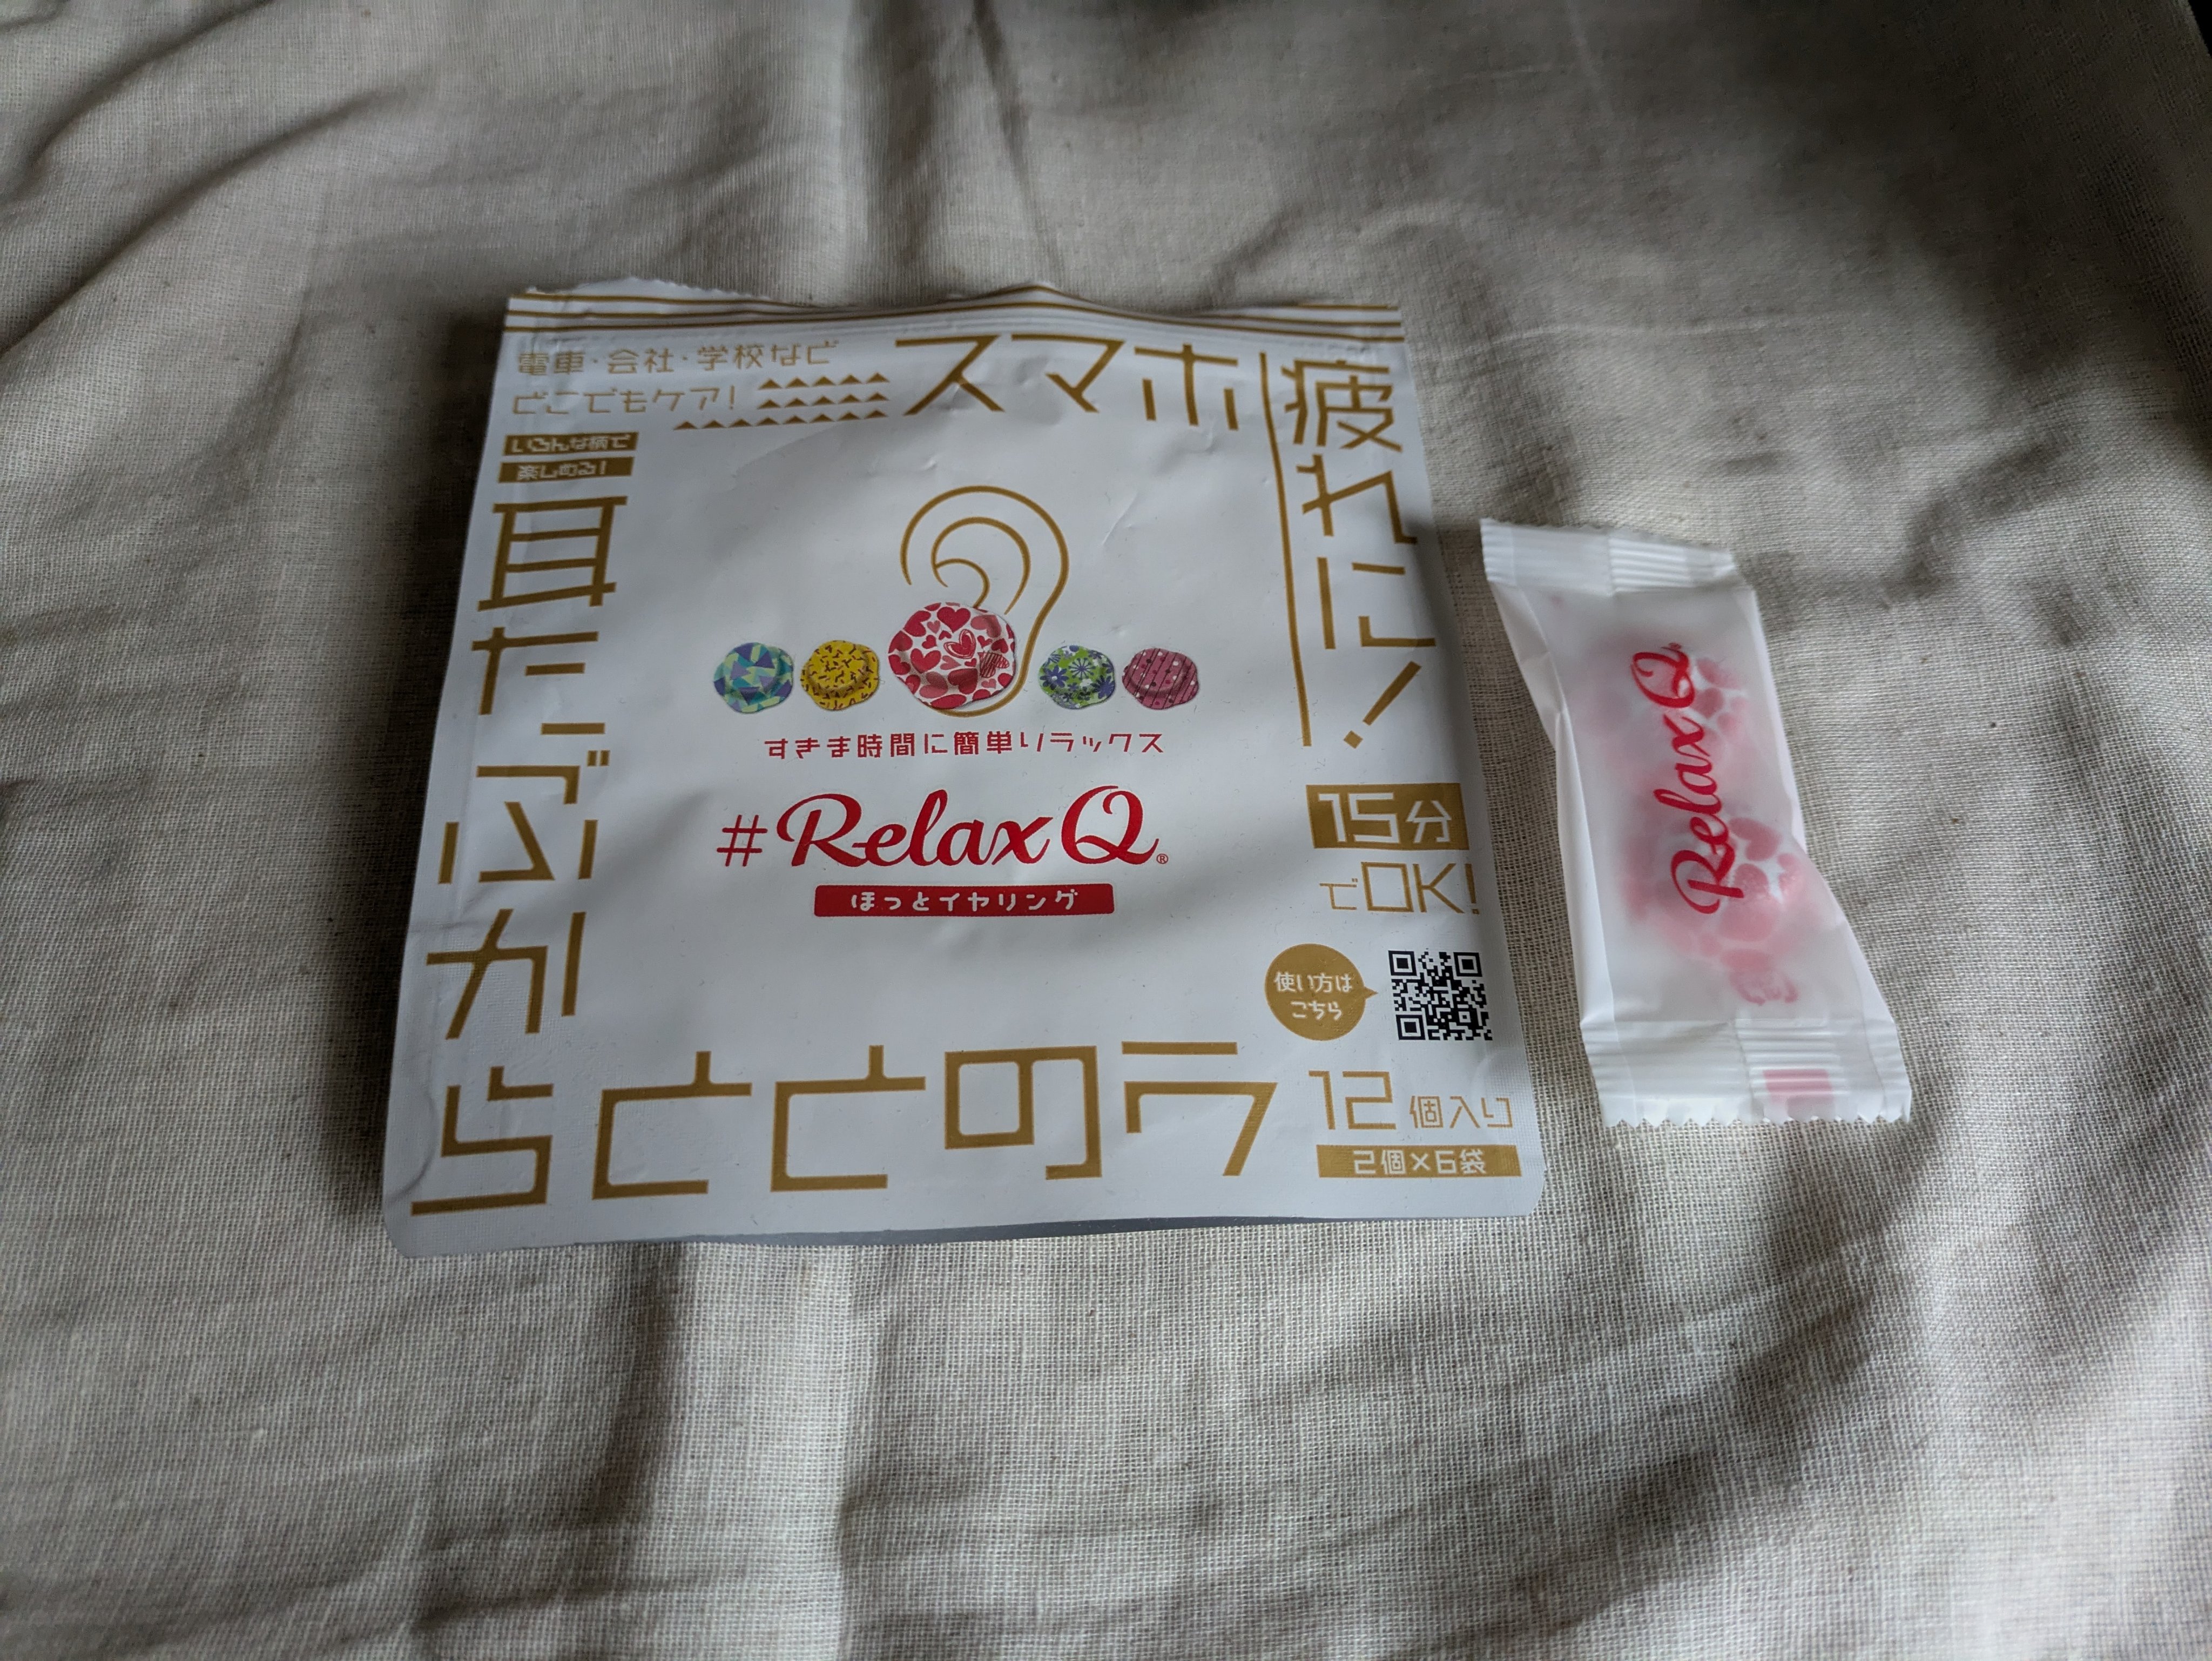 電車・会社・学校など
どこでもケア!
スマホ疲れに!
いろんな柄で
楽しめる!
耳たぶから
ととのう
すきま時間に簡単リラックス
#RelaxQ®
ほっとイヤリング
15分
でOK!
使い方は
こちら
12個入り
2個×6袋
RelaxQ